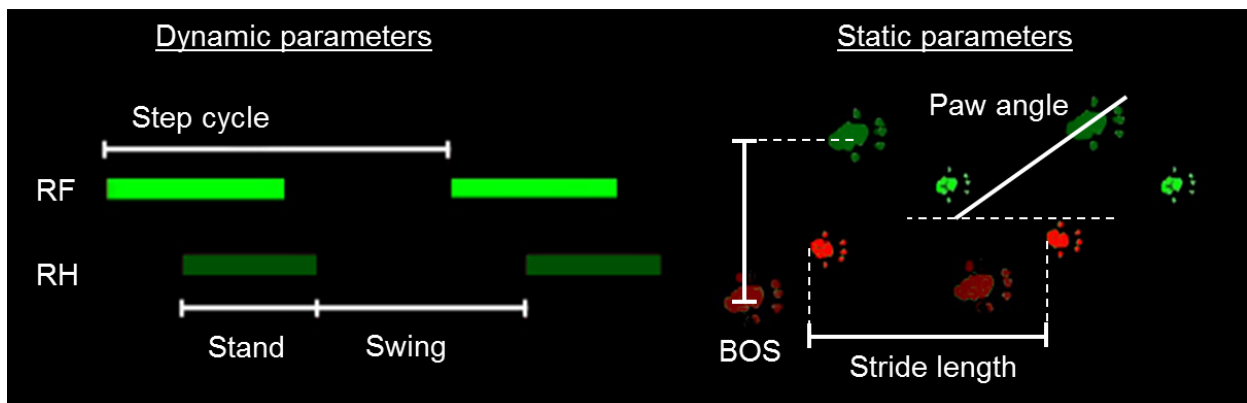 Dynamic parameters
Step cycle
RF
RH
Stand
Swing
Static parameters
Paw angle
BOS
Stride length